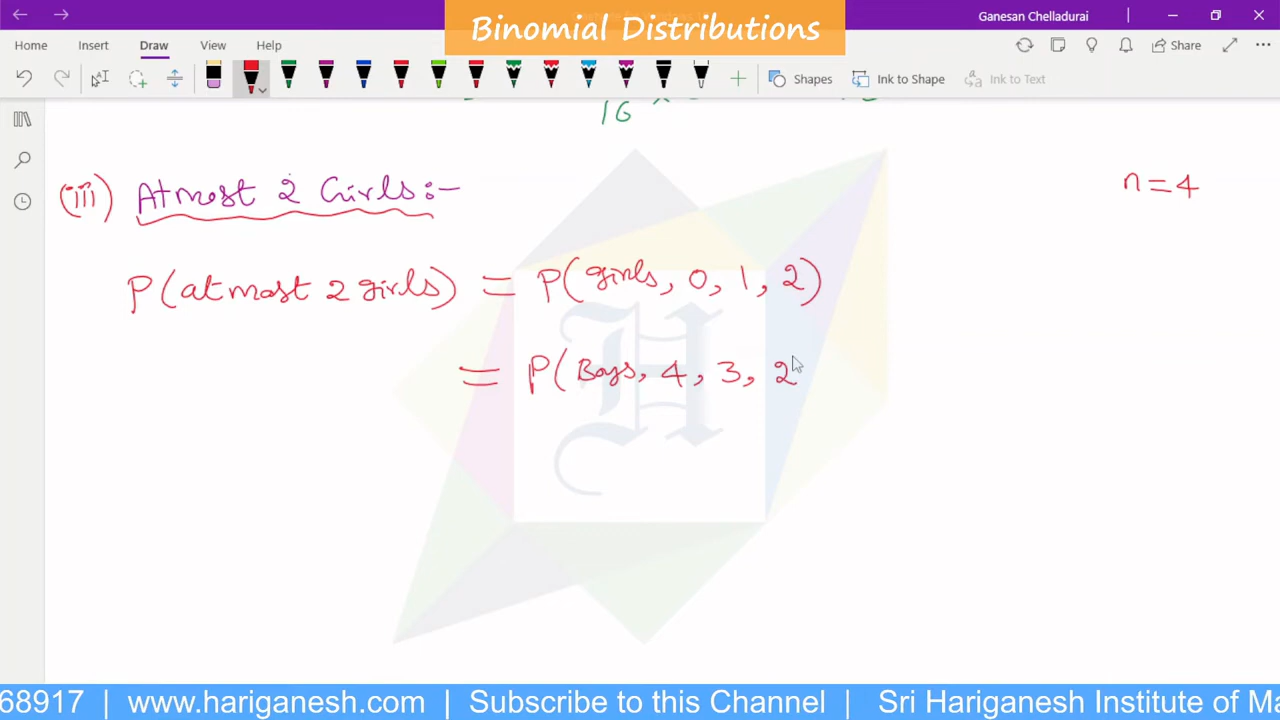 Binomial Distributions
Ganesan Chelladurai
Home Insert Draw View Help
Share
Shapes Ink to Shape Ink to Text
16 x
(iii) Atmost 2 Girls:-
n=4
P(atmost 2 girls) = P(girls, 0, 1, 2)
= P(Boys, 4, 3, 2
H
68917 | www.hariganesh.com | Subscribe to this Channel | Sri Hariganesh Institute of Ma